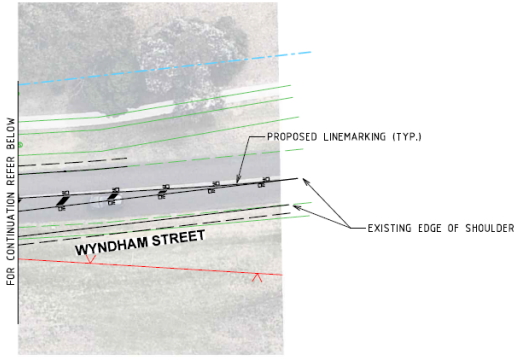 FOR CONTINUATION REFER BELOW
PROPOSED LINEMARKING (TYP.)
EXISTING EDGE OF SHOULDER
WYNDHAM STREET